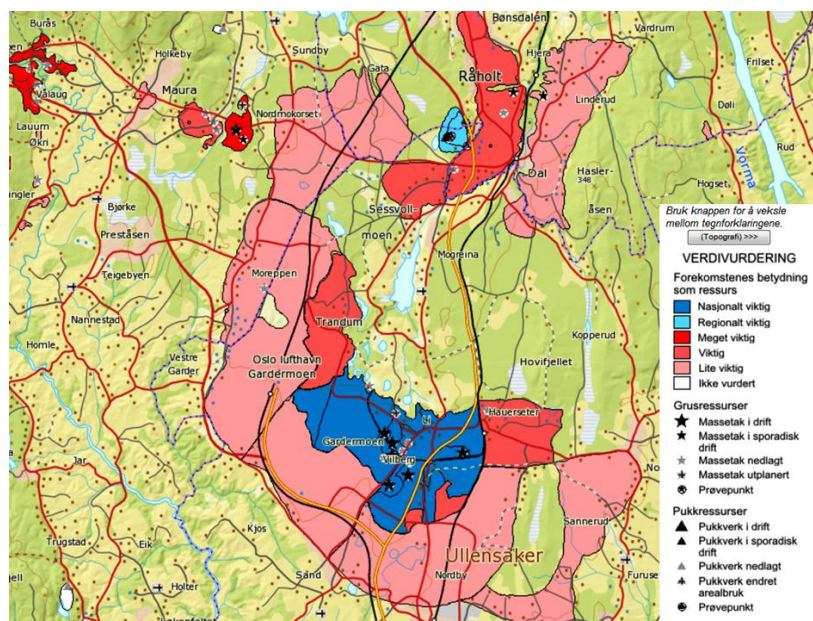 Burås
Holkeby
Sundby
Bønsdalen
Vardrum
Gata
Hjera
Frilset
Råholt
Vålaug
Maura
Nordmokorset
Linderud
Døli
Lauum
Økri
Rud
Vorma
Dal
Hasler-
348
åsen
Hogset
Bjørke
Sessvoll-
moen
Preståsen
Mogreina
Teigebyen
Moreppen
Nannestad
Trandum
Kopperud
Homle
Vestre
Garder
Oslo lufthavn
Gardermoen
Hovifjellet
Li
Hauerseter
Gardermoen
Vilberg
Jar
Sannerud
Trugstad
Eik
Kjos
Ullensaker
Holter
Sand
Nordby
Furuse
Bruk knappen for å veksle
mellom tegnforklaringene.
(Topografi) >>>
VERDIVURDERING
Forekomstenes betydning
som ressurs
Nasjonalt viktig
Regionalt viktig
Meget viktig
Viktig
Lite viktig
Ikke vurdert
Grusressurser
Massetak i drift
Massetak i sporadisk
drift
Massetak nedlagt
Massetak utplanert
Prøvepunkt
Pukkressurser
Pukkverk i drift
Pukkverk i sporadisk
drift
Pukkverk nedlagt
Pukkverk endret
arealbruk
Prøvepunkt